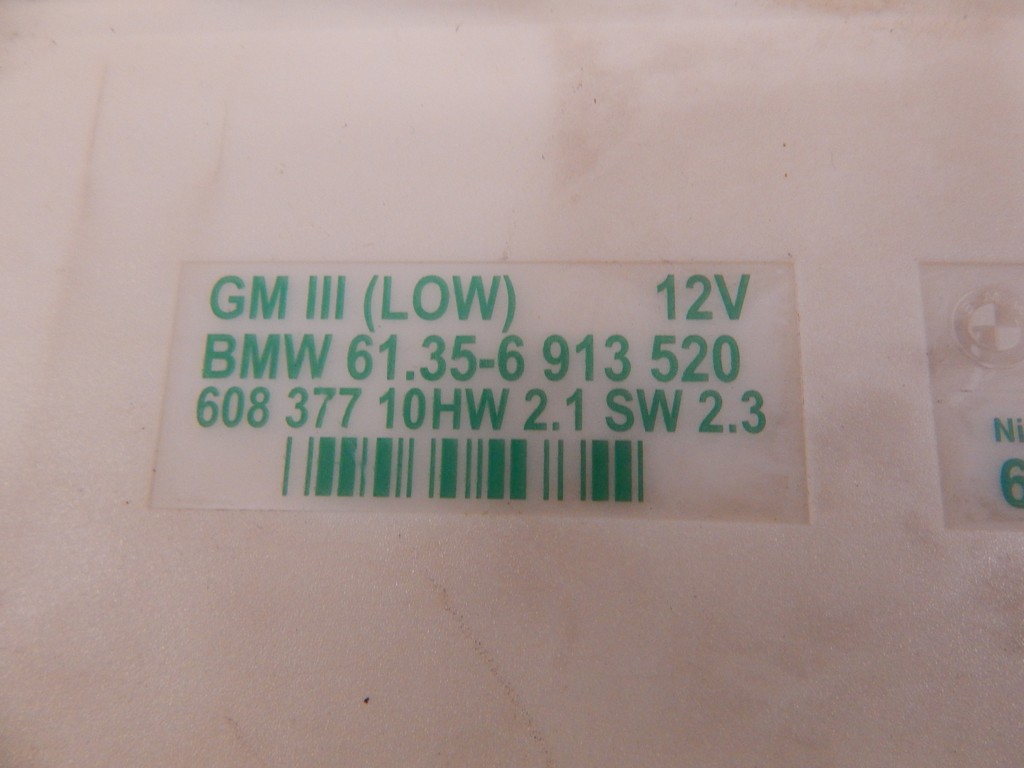 GM III (LOW) 12V
BMW 61.35-6 913 520
608 377 10HW 2.1 SW 2.3